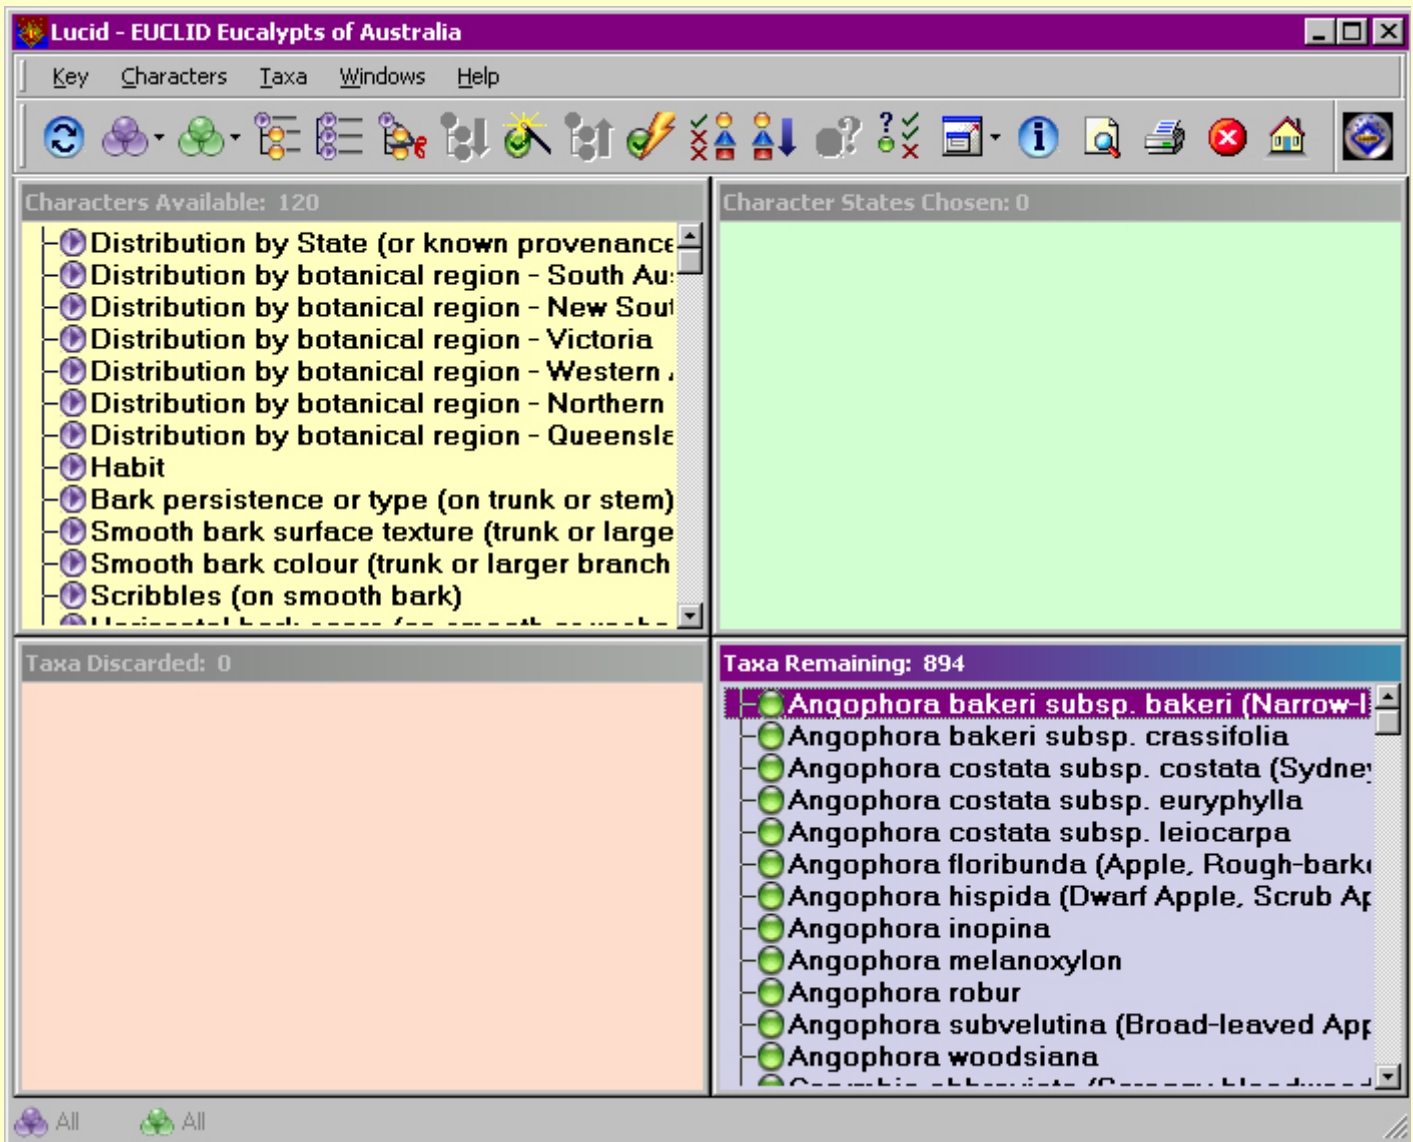 Lucid - EUCLID Eucalypts of Australia
Key Characters Taxa Windows Help
Characters Available: 120
Distribution by State (or known provenance
Distribution by botanical region - South Au
Distribution by botanical region - New Sou
Distribution by botanical region - Victoria
Distribution by botanical region - Western
Distribution by botanical region - Northern
Distribution by botanical region - Queensla
Habit
Bark persistence or type (on trunk or stem)
Smooth bark surface texture (trunk or large
Smooth bark colour (trunk or larger branch
Scribbles (on smooth bark)
Character States Chosen: 0
Taxa Discarded: 0
Taxa Remaining: 894
Angophora bakeri subsp. bakeri (Narrow-l
Angophora bakeri subsp. crassifolia
Angophora costata subsp. costata (Sydney
Angophora costata subsp. euryphylla
Angophora costata subsp. leiocarpa
Angophora floribunda (Apple, Rough-barke
Angophora hispida (Dwarf Apple, Scrub Ap
Angophora inopina
Angophora melanoxylon
Angophora robur
Angophora subvelutina (Broad-leaved App
Angophora woodsiana
All All